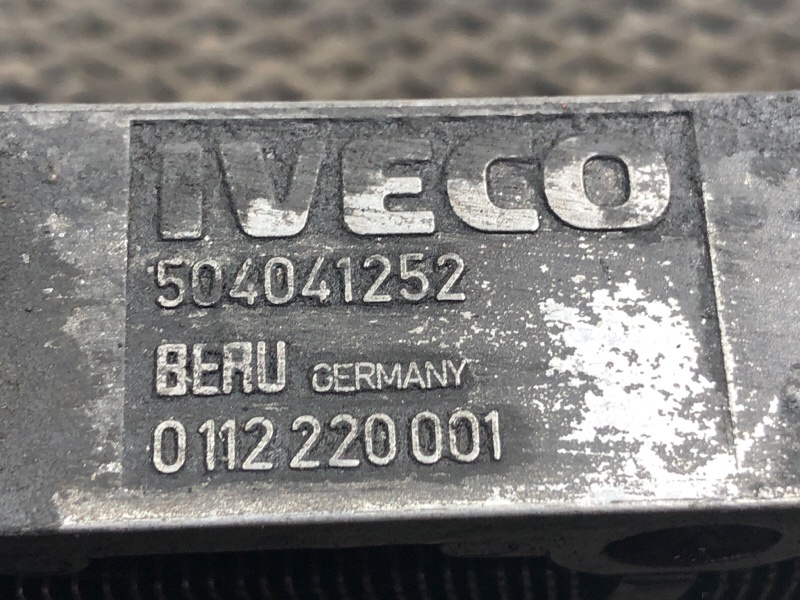 IVECO
504041252
BERU GERMANY
0 112 220 001